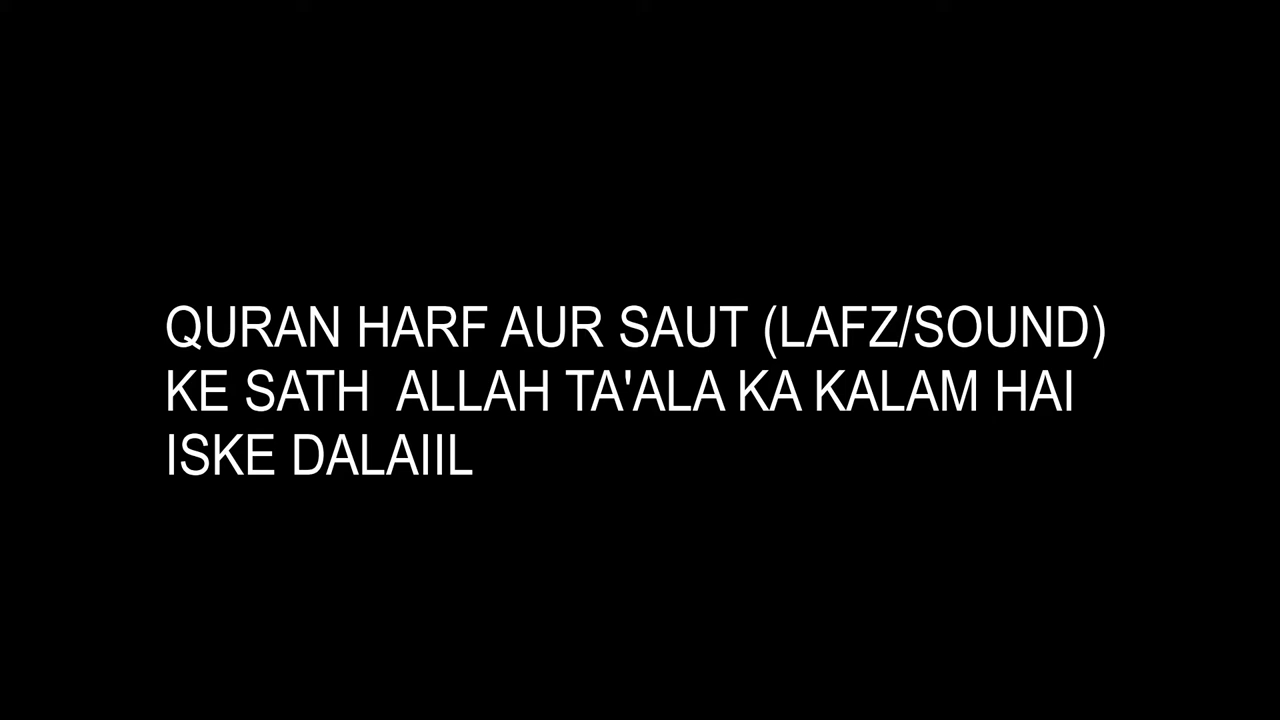 QURAN HARF AUR SAUT (LAFZ/SOUND)
KE SATH  ALLAH TA'ALA KA KALAM HAI
ISKE DALAIIL